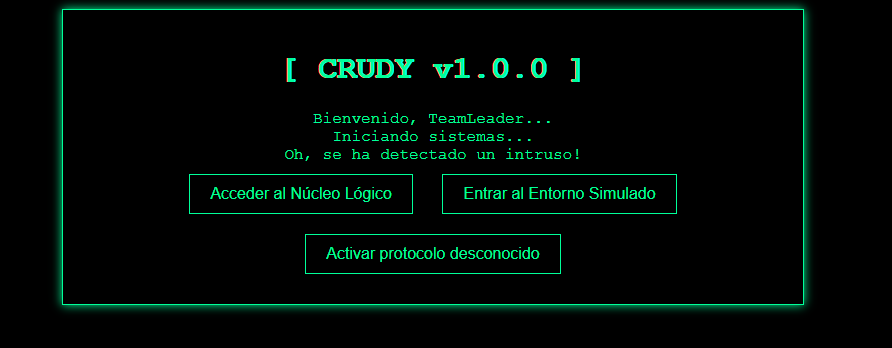 [ CRUDY v1.0.0 ]
Bienvenido, TeamLeader...
Iniciando sistemas...
Oh, se ha detectado un intruso!
Acceder al Núcleo Lógico
Entrar al Entorno Simulado
Activar protocolo desconocido